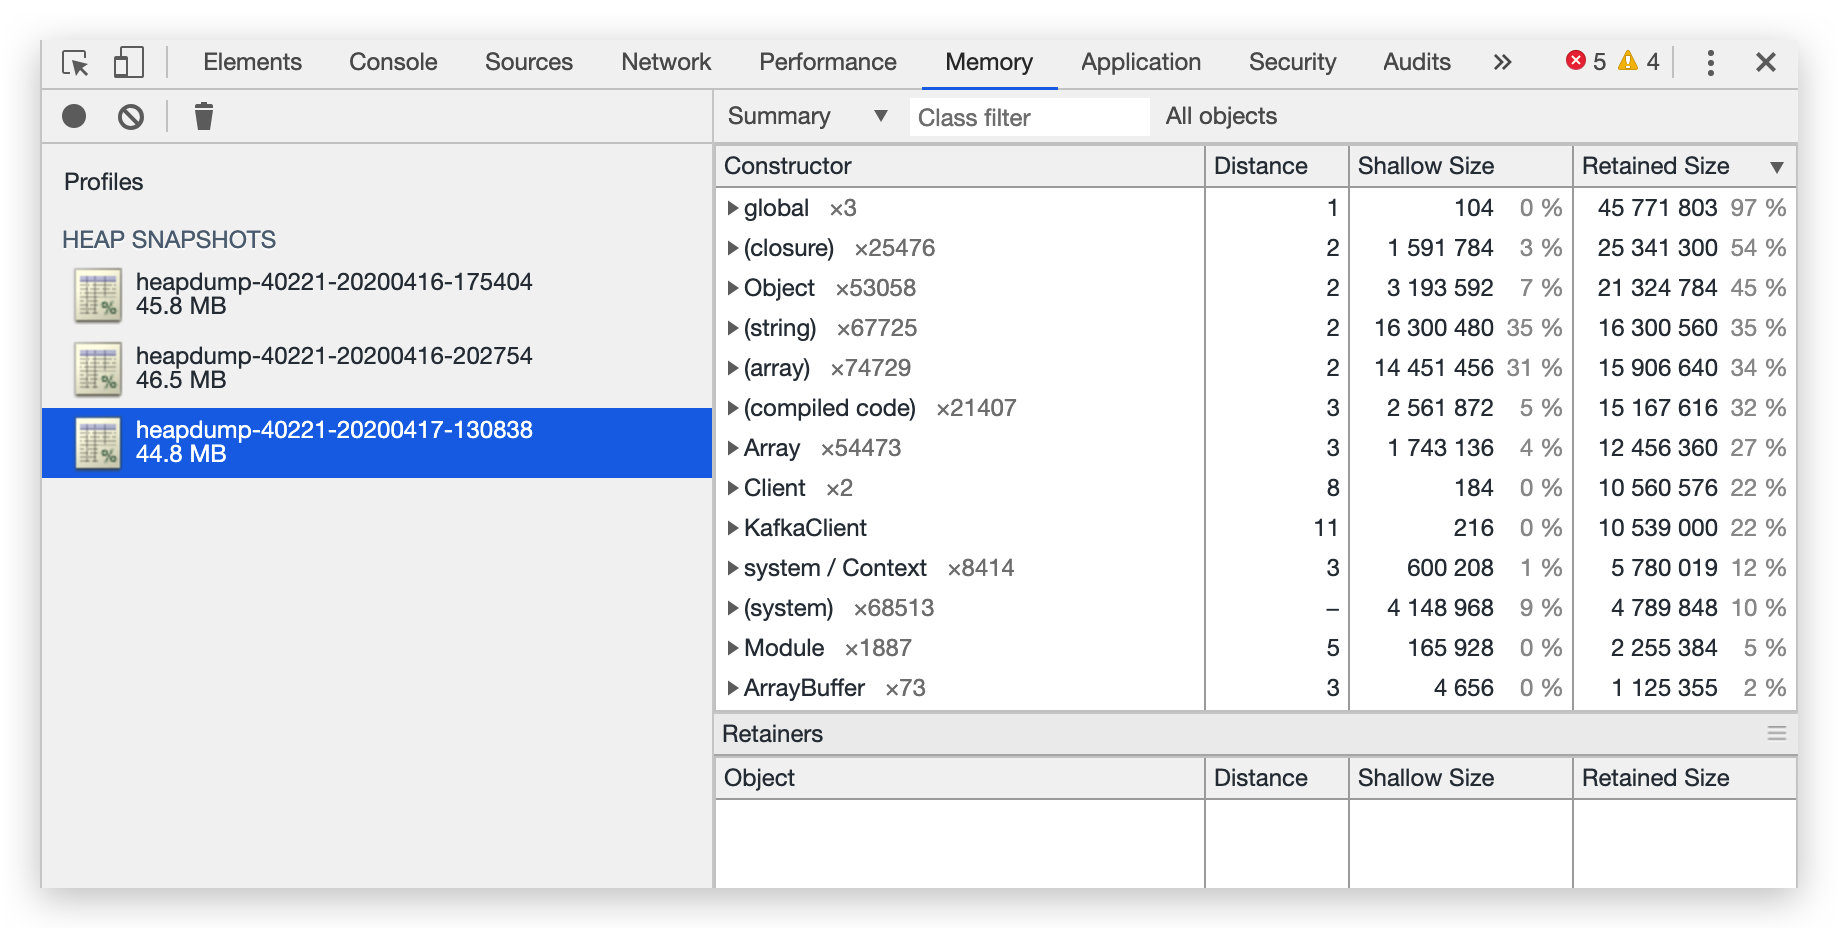 Elements Console Sources Network Performance Memory Application Security Audits » 5 4
Summary ▼ Class filter All objects
Profiles
HEAP SNAPSHOTS
heapdump-40221-20200416-175404
45.8 MB
heapdump-40221-20200416-202754
46.5 MB
heapdump-40221-20200417-130838
44.8 MB
Constructor Distance Shallow Size Retained Size ▼
global ×3 1 104 0 % 45 771 803 97 %
(closure) ×25476 2 1 591 784 3 % 25 341 300 54 %
Object ×53058 2 3 193 592 7 % 21 324 784 45 %
(string) ×67725 2 16 300 480 35 % 16 300 560 35 %
(array) ×74729 2 14 451 456 31 % 15 906 640 34 %
(compiled code) ×21407 3 2 561 872 5 % 15 167 616 32 %
Array ×54473 3 1 743 136 4 % 12 456 360 27 %
Client ×2 8 184 0 % 10 560 576 22 %
KafkaClient 11 216 0 % 10 539 000 22 %
system / Context ×8414 3 600 208 1 % 5 780 019 12 %
(system) ×68513 – 4 148 968 9 % 4 789 848 10 %
Module ×1887 5 165 928 0 % 2 255 384 5 %
ArrayBuffer ×73 3 4 656 0 % 1 125 355 2 %
Retainers
Object Distance Shallow Size Retained Size